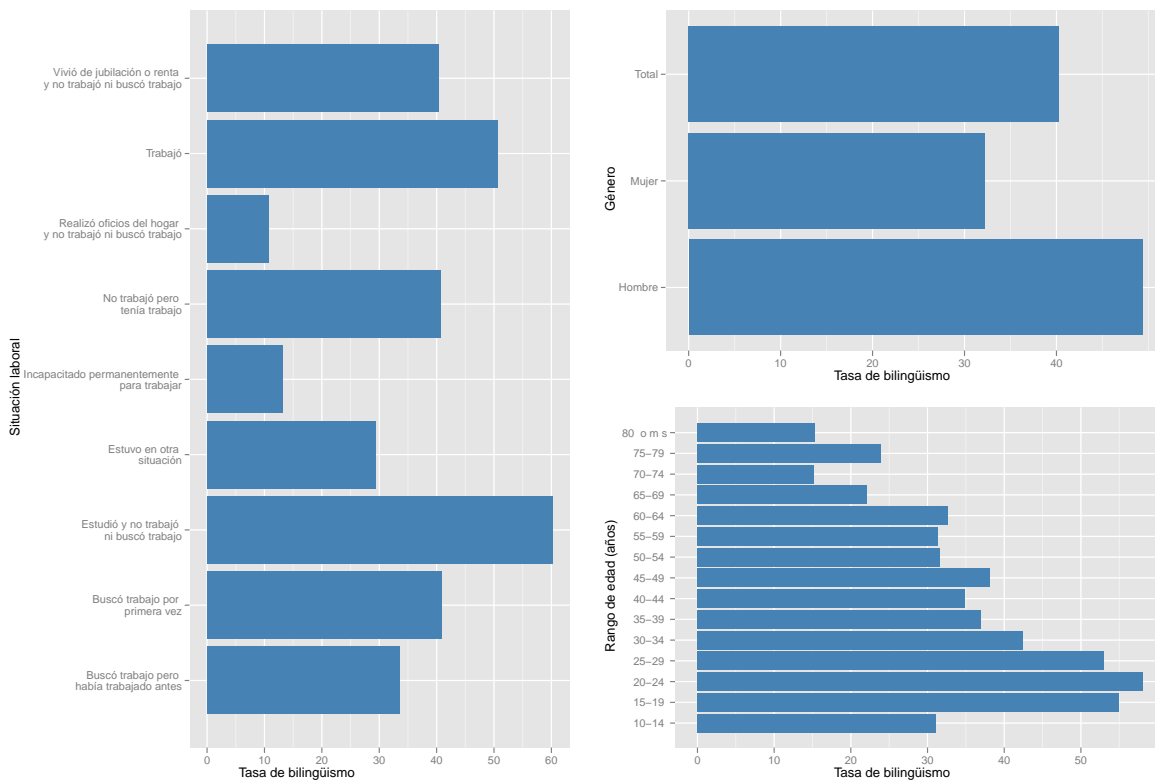 Situación laboral
Vivió de jubilación o renta
y no trabajó ni buscó trabajo
Trabajó
Realizó oficios del hogar
y no trabajó ni buscó trabajo
No trabajó pero
tenía trabajo
Incapacitado permanentemente
para trabajar
Estuvo en otra
situación
Estudió y no trabajó
ni buscó trabajo
Buscó trabajo por
primera vez
Buscó trabajo pero
había trabajado antes
0 10 20 30 40 50 60
Tasa de bilingüismo
Género
Total
Mujer
Hombre
0 10 20 30 40
Tasa de bilingüismo
Rango de edad (años)
80 o m s
75–79
70–74
65–69
60–64
55–59
50–54
45–49
40–44
35–39
30–34
25–29
20–24
15–19
10–14
0 10 20 30 40 50
Tasa de bilingüismo